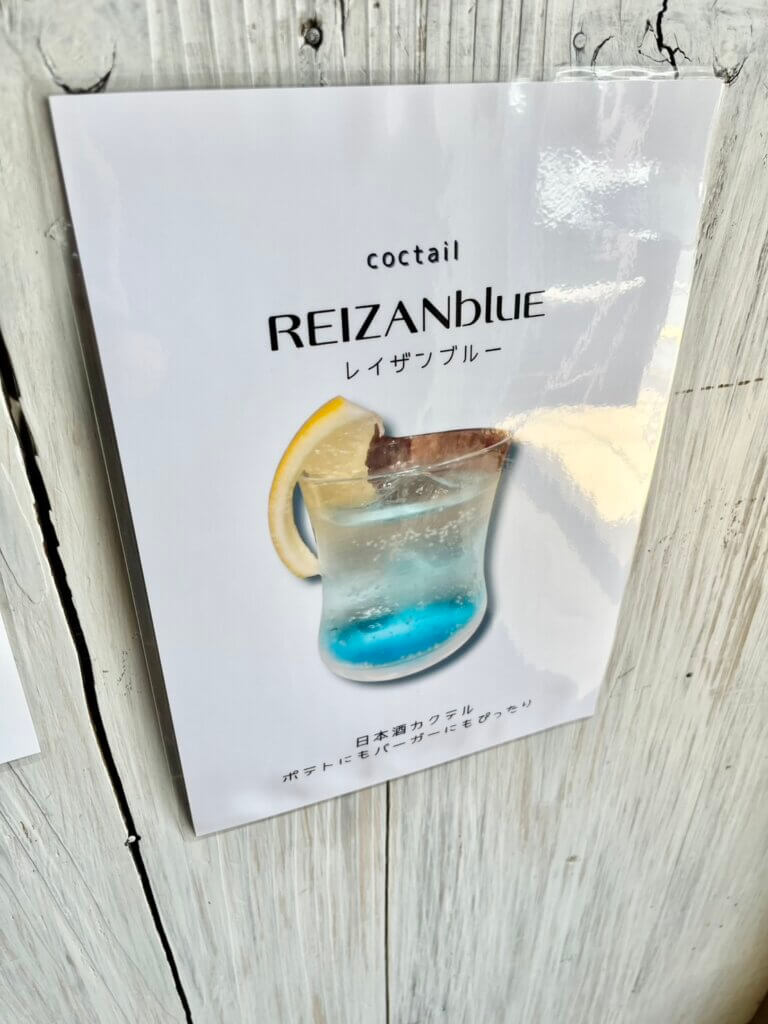 coctail
REIZANbluE
レイザンブルー
日本酒カクテル
ポテトにもバーガーにもぴったり